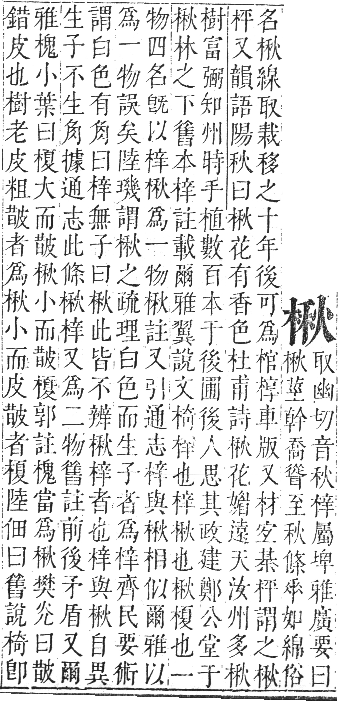 楸
取幽切音秋梓屬埤雅廣要曰
楸莖幹喬聳至秋條垂如綿俗
名楸線取栽移之十年後可爲棺椁車版又材宜棊枰謂之楸
枰又韻語陽秋曰楸花有香色杜甫詩楸花媚遠天汝州多楸
樹富弼知州時手植數百本于後圃後人思其政建鄭公堂于
楸林之下舊本梓註載爾雅翼說文椅梓也梓楸也楸榎也一
物四名旣以梓楸爲一物楸註又引通志梓與楸相似爾雅以
爲一物誤矣陸璣謂楸之疏理白色而生子者爲梓齊民要術
謂白色有角曰梓無子曰楸此皆不辨楸梓者也梓與楸自異
生子不生角據通志此條楸梓又爲二物舊註前後矛盾又爾
雅槐小葉曰榎大而皵楸小而皵榎郭註槐當爲楸樊光曰皵
錯皮也樹老皮粗皵者爲楸小而皮皵者榎陸佃曰舊說椅卽